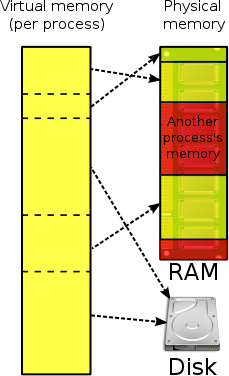 Virtual memory
(per process)
Physical
memory
Another
process's
memory
RAM
Disk